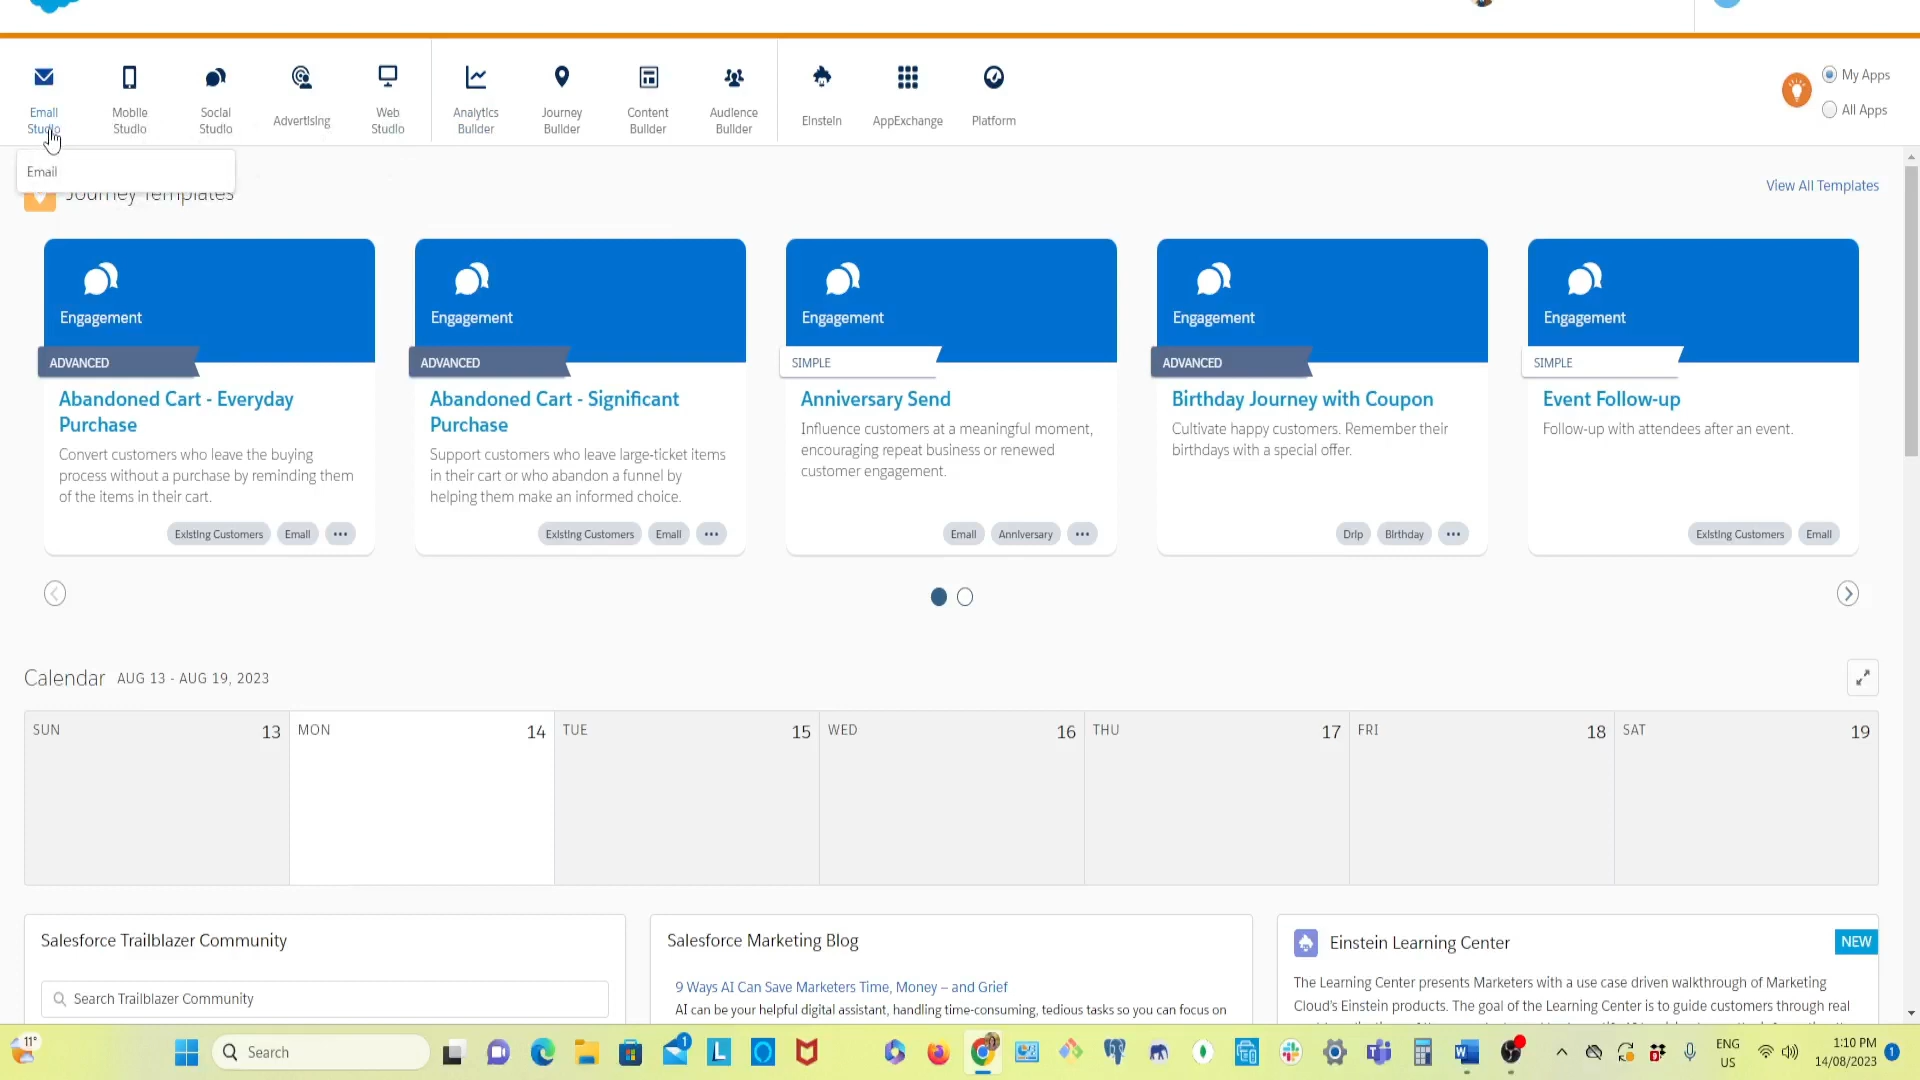 Email
Studio
Mobile
Studio
Social
Studio
Advertising
Web
Studio
Analytics
Builder
Journey
Builder
Content
Builder
Audience
Builder
Einstein
AppExchange
Platform
My Apps
All Apps
Email
Journey Templates
View All Templates
Engagement
ADVANCED
Abandoned Cart - Everyday
Purchase
Convert customers who leave the buying
process without a purchase by reminding them
of the items in their cart.
Existing Customers Email •••
Engagement
ADVANCED
Abandoned Cart - Significant
Purchase
Support customers who leave large-ticket items
in their cart or who abandon a funnel by
helping them make an informed choice.
Existing Customers Email •••
Engagement
SIMPLE
Anniversary Send
Influence customers at a meaningful moment,
encouraging repeat business or renewed
customer engagement.
Email Anniversary •••
Engagement
ADVANCED
Birthday Journey with Coupon
Cultivate happy customers. Remember their
birthdays with a special offer.
Drip Birthday •••
Engagement
SIMPLE
Event Follow-up
Follow-up with attendees after an event.
Existing Customers Email
Calendar AUG 13 - AUG 19, 2023
SUN 13 MON 14 TUE 15 WED 16 THU 17 FRI 18 SAT 19
Salesforce Trailblazer Community
Search Trailblazer Community
Salesforce Marketing Blog
9 Ways AI Can Save Marketers Time, Money – and Grief
AI can be your helpful digital assistant, handling time-consuming, tedious tasks so you can focus on
Einstein Learning Center
NEW
The Learning Center presents Marketers with a use case driven walkthrough of Marketing
Cloud's Einstein products. The goal of the Learning Center is to guide customers through real
11°
Search
1
ENG
US
1:10 PM
14/08/2023
1